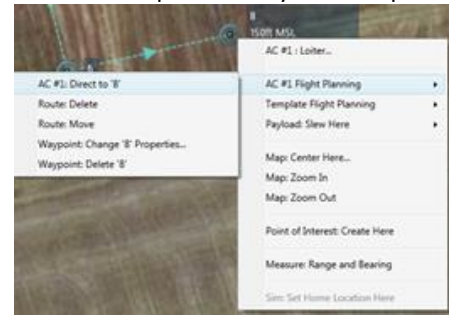 8
150ft MSL
AC #1 : Loiter...
AC #1 Flight Planning
Template Flight Planning
Payload: Slew Here
Map: Center Here...
Map: Zoom In
Map: Zoom Out
Point of Interest: Create Here
Measure: Range and Bearing
Sim: Set Home Location Here
AC #1: Direct to '8'
Route: Delete
Route: Move
Waypoint: Change '8' Properties...
Waypoint: Delete '8'